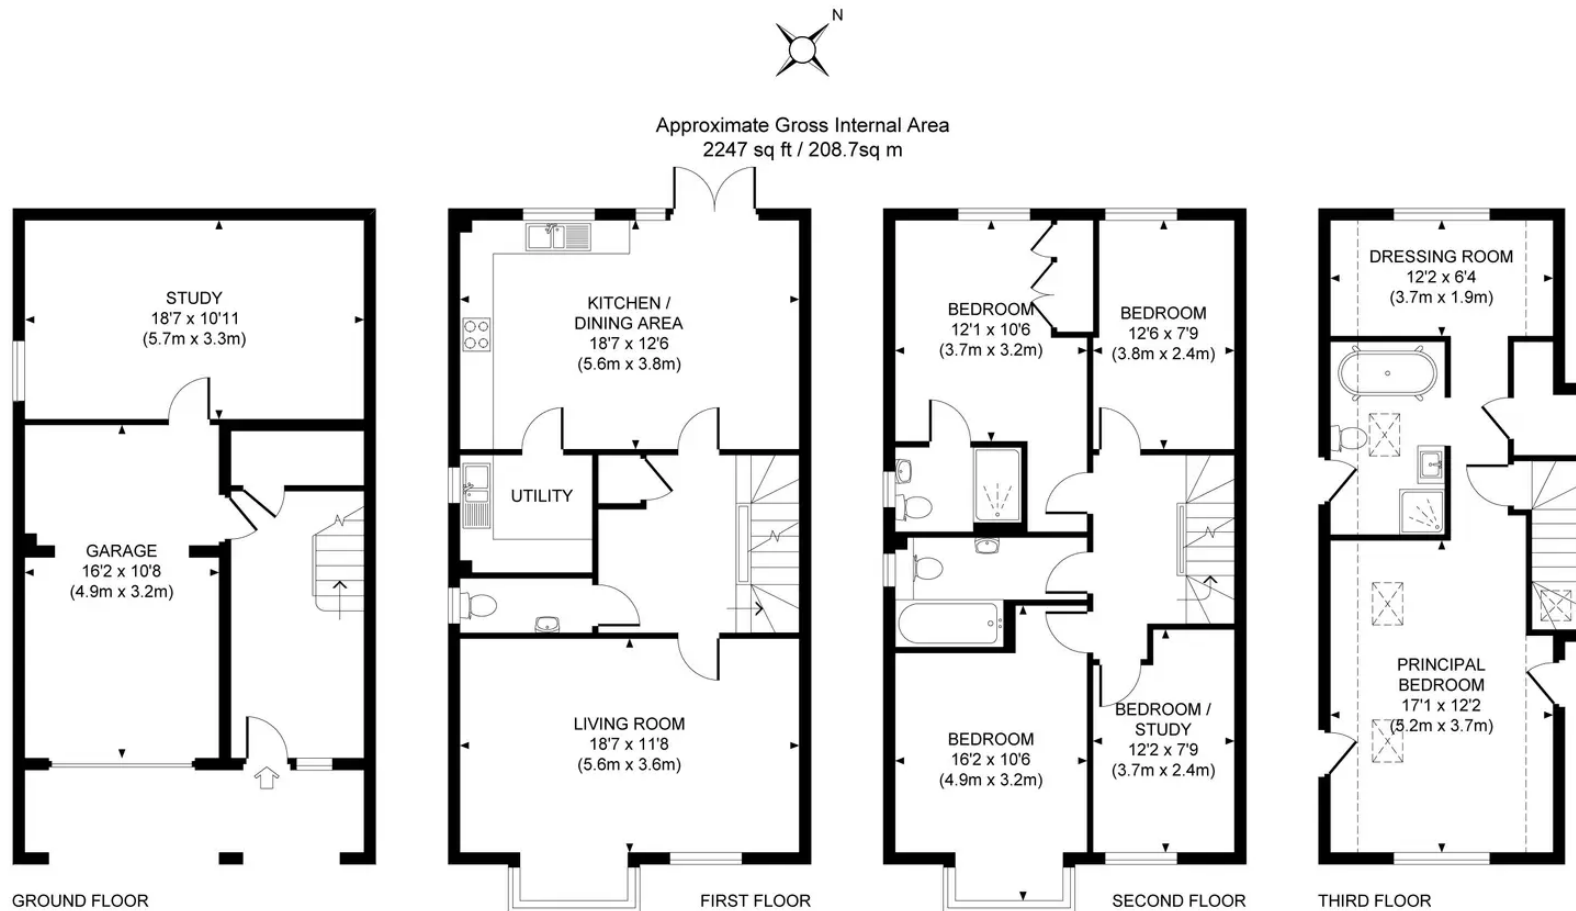 N
Approximate Gross Internal Area
2247 sq ft / 208.7sq m
STUDY
18'7 x 10'11
(5.7m x 3.3m)
GARAGE
16'2 x 10'8
(4.9m x 3.2m)
GROUND FLOOR
KITCHEN /
DINING AREA
18'7 x 12'6
(5.6m x 3.8m)
UTILITY
LIVING ROOM
18'7 x 11'8
(5.6m x 3.6m)
FIRST FLOOR
BEDROOM
12'1 x 10'6
(3.7m x 3.2m)
BEDROOM
12'6 x 7'9
(3.8m x 2.4m)
BEDROOM
16'2 x 10'6
(4.9m x 3.2m)
BEDROOM /
STUDY
12'2 x 7'9
(3.7m x 2.4m)
SECOND FLOOR
DRESSING ROOM
12'2 x 6'4
(3.7m x 1.9m)
PRINCIPAL
BEDROOM
17'1 x 12'2
(5.2m x 3.7m)
THIRD FLOOR